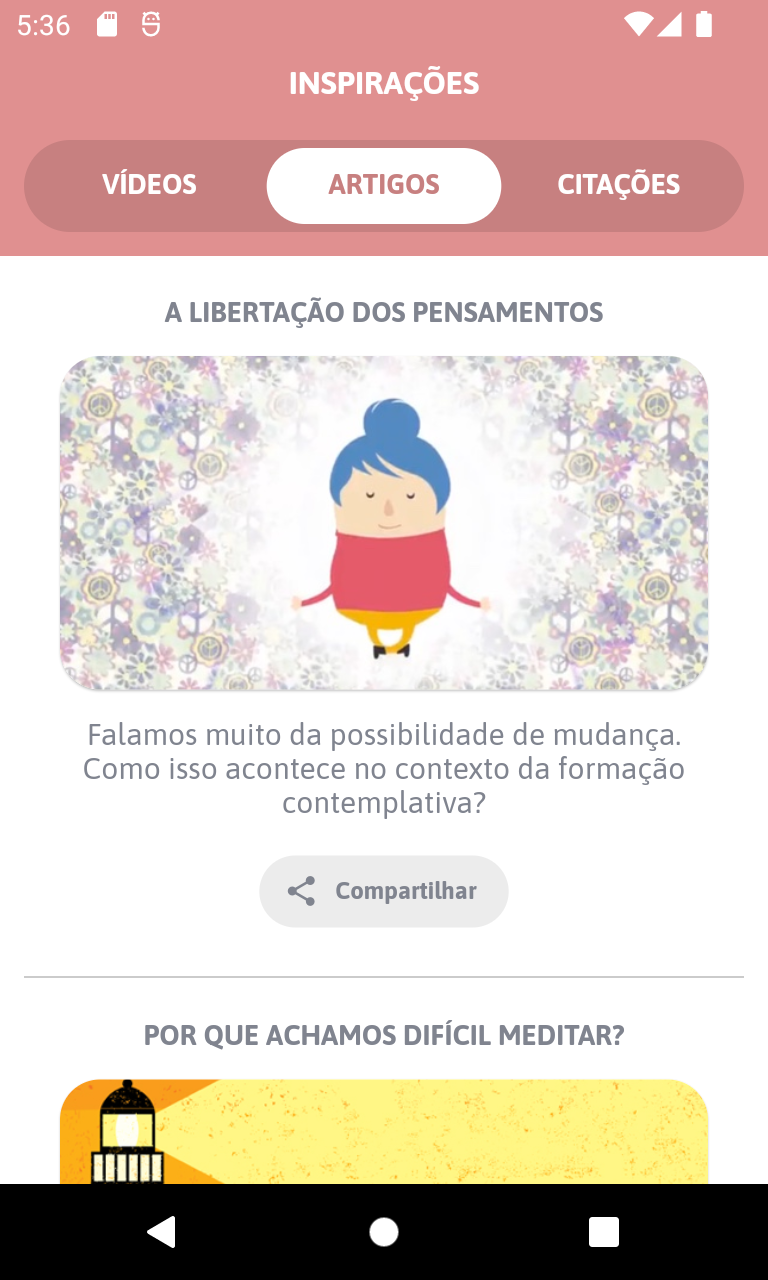 5:36
INSPIRAÇÕES
VÍDEOS
ARTIGOS
CITAÇÕES
A LIBERTAÇÃO DOS PENSAMENTOS
Falamos muito da possibilidade de mudança.
Como isso acontece no contexto da formação
contemplativa?
Compartilhar
POR QUE ACHAMOS DIFÍCIL MEDITAR?